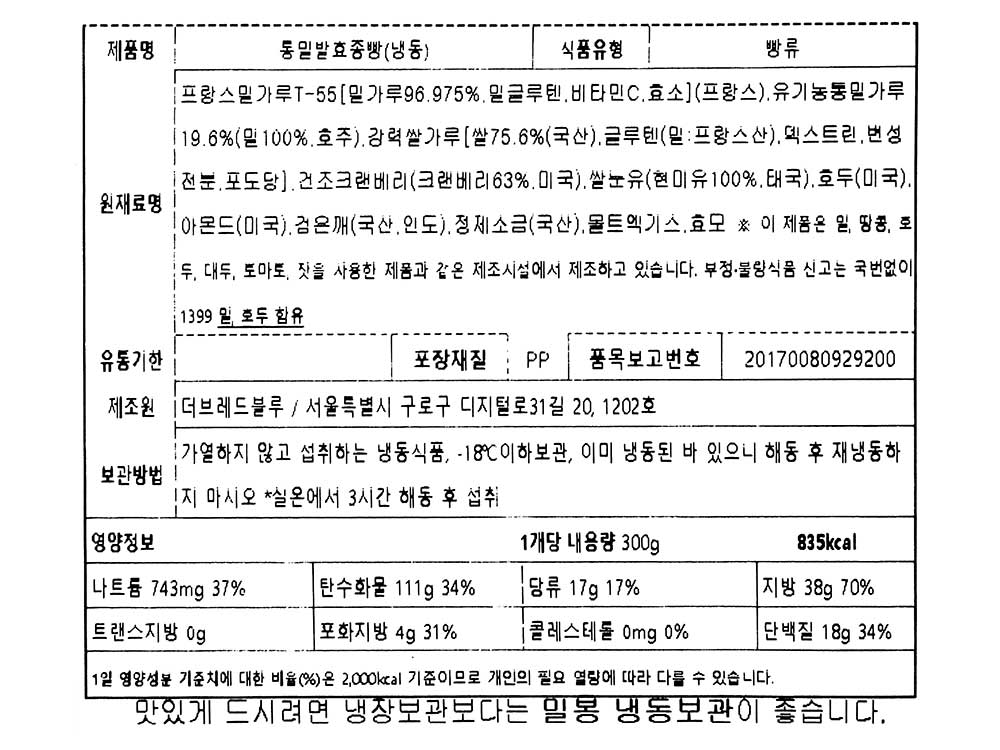 제품명 통밀발효종빵(냉동) 식품유형 빵류
원재료명
프랑스밀가루T-55[밀가루96.975%,밀글루텐,비타민C,효소](프랑스),유기농통밀가루
19.6%(밀100%,호주),강력쌀가루[쌀75.6%(국산),글루텐(밀:프랑스산),덱스트린,변성
전분,포도당],건조크랜베리(크랜베리63%,미국),쌀눈유(현미유100%,태국),호두(미국),
아몬드(미국),검은깨(국산,인도),정제소금(국산),몰트엑기스,효모 ※ 이 제품은 밀, 땅콩, 호
두, 대두, 토마토, 잣을 사용한 제품과 같은 제조시설에서 제조하고 있습니다. 부정·불량식품 신고는 국번없이
1399 밀, 호두 함유
유통기한 포장재질 PP 품목보고번호 20170080929200
제조원 더브레드블루 / 서울특별시 구로구 디지털로31길 20, 1202호
보관방법
가열하지 않고 섭취하는 냉동식품, -18℃이하보관, 이미 냉동된 바 있으니 해동 후 재냉동하
지 마시오 *실온에서 3시간 해동 후 섭취
영양정보 1개당 내용량 300g 835kcal
나트륨 743mg 37% 탄수화물 111g 34% 당류 17g 17% 지방 38g 70%
트랜스지방 0g 포화지방 4g 31% 콜레스테롤 0mg 0% 단백질 18g 34%
1일 영양성분 기준치에 대한 비율(%)은 2,000kcal 기준이므로 개인의 필요 열량에 따라 다를 수 있습니다.
맛있게 드시려면 냉장보관보다는 밀봉 냉동보관이 좋습니다.